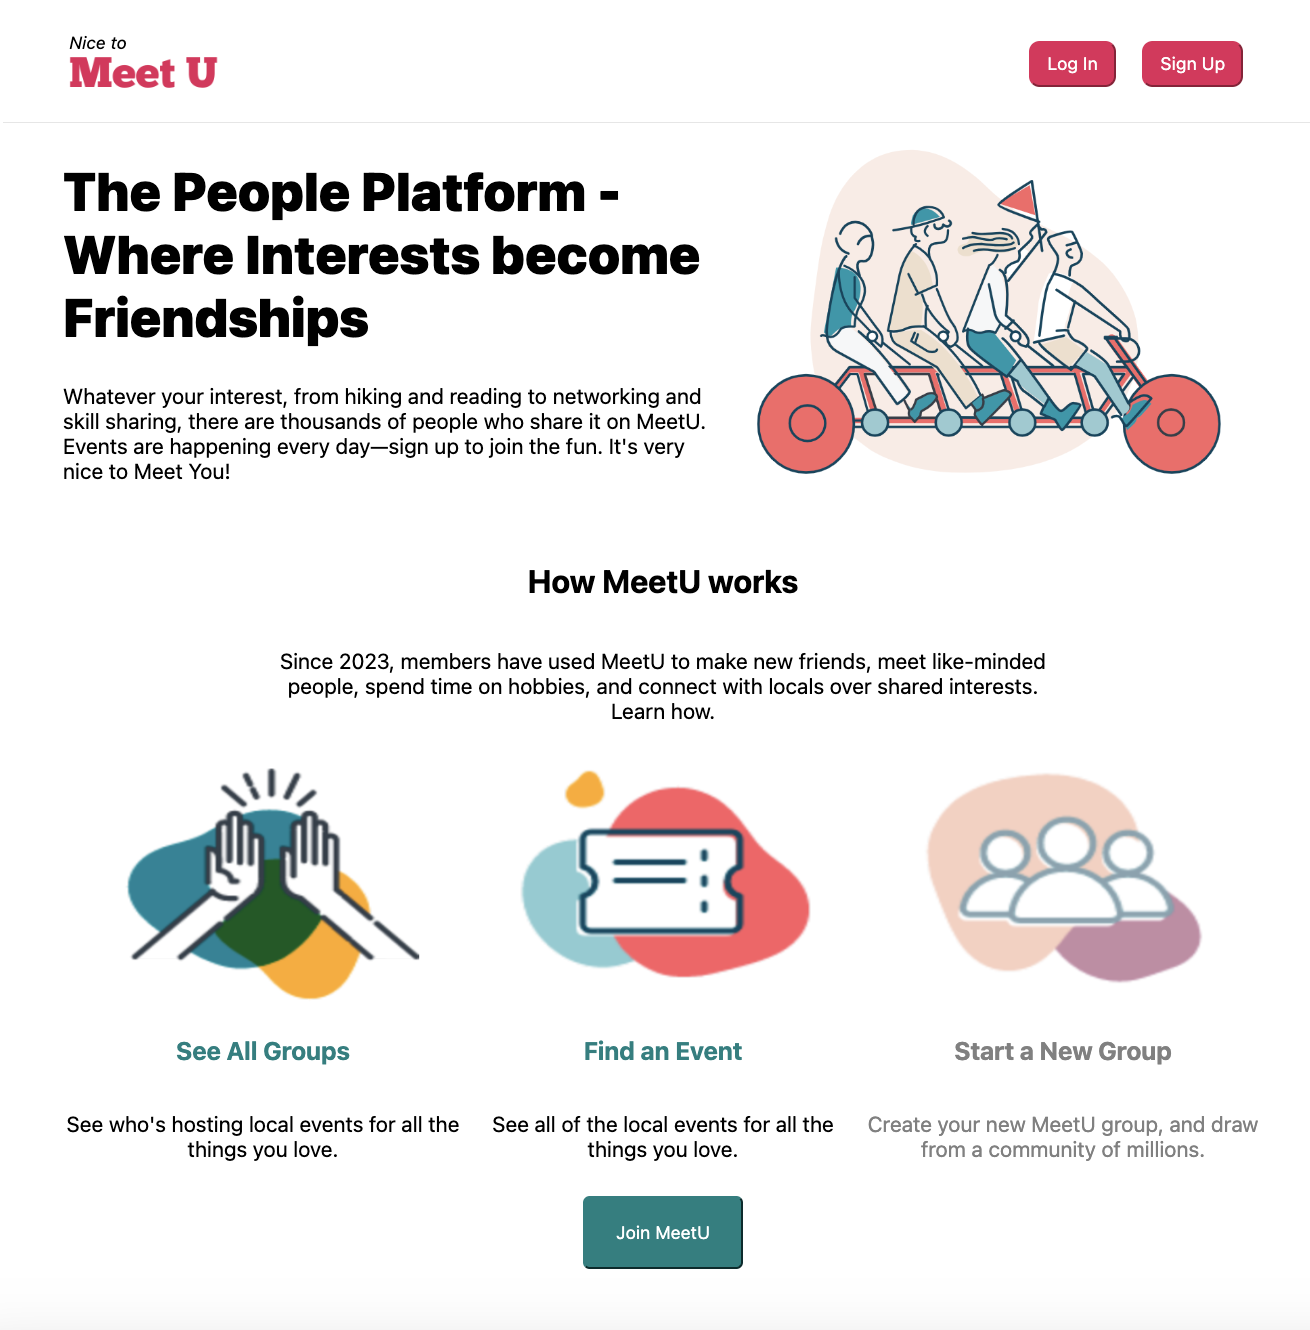 Nice to
Meet U
Log In
Sign Up
The People Platform -
Where Interests become
Friendships
Whatever your interest, from hiking and reading to networking and
skill sharing, there are thousands of people who share it on MeetU.
Events are happening every day—sign up to join the fun. It's very
nice to Meet You!
How MeetU works
Since 2023, members have used MeetU to make new friends, meet like-minded
people, spend time on hobbies, and connect with locals over shared interests.
Learn how.
See All Groups
See who's hosting local events for all the
things you love.
Find an Event
See all of the local events for all the
things you love.
Start a New Group
Create your new MeetU group, and draw
from a community of millions.
Join MeetU